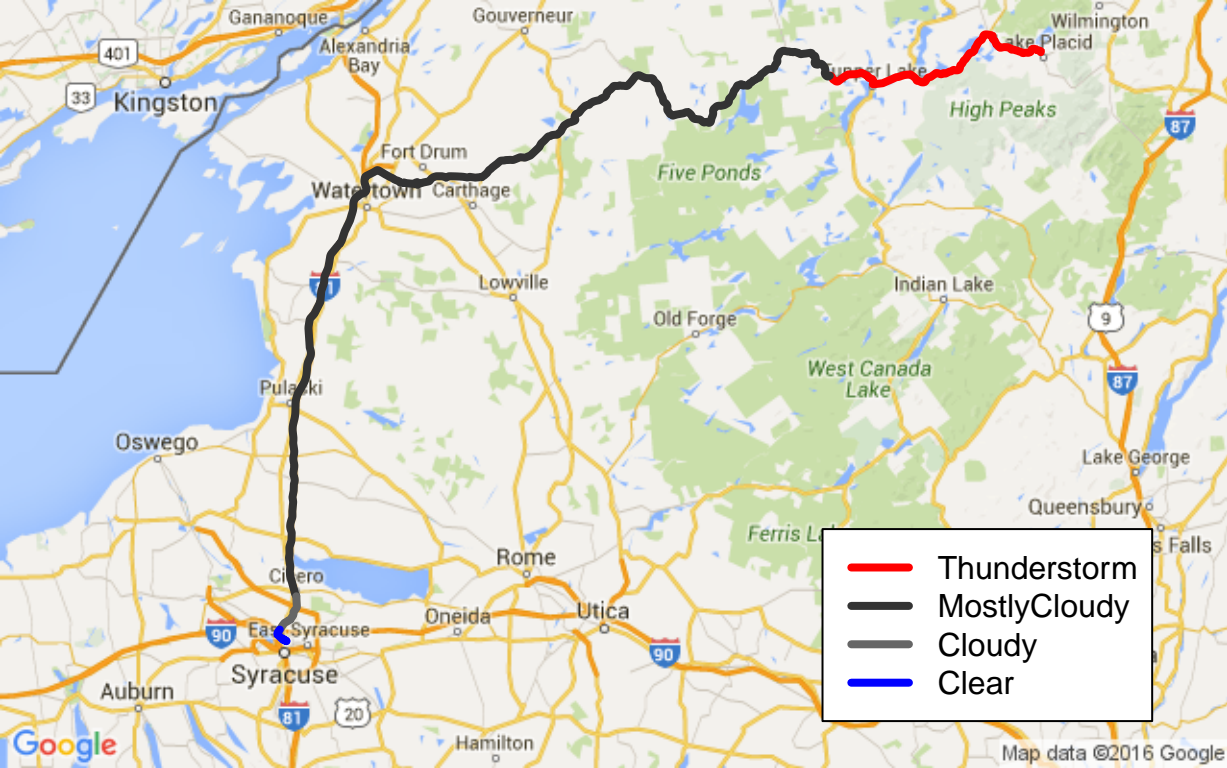 Gananoque
Gouverneur
Wilmington
401
Alexandria
Bay
Lake Placid
33
Kingston
Tupper Lake
High Peaks
87
Fort Drum
Five Ponds
Watertown
Carthage
81
Lowville
Indian Lake
Old Forge
9
West Canada
Lake
87
Pulaski
Oswego
Lake George
Queensbury
Ferris La
s Falls
Rome
Cicero
Thunderstorm
MostlyCloudy
Cloudy
Clear
Oneida
Utica
90
East Syracuse
90
Syracuse
Auburn
81
20
Hamilton
Google
Map data ©2016 Google